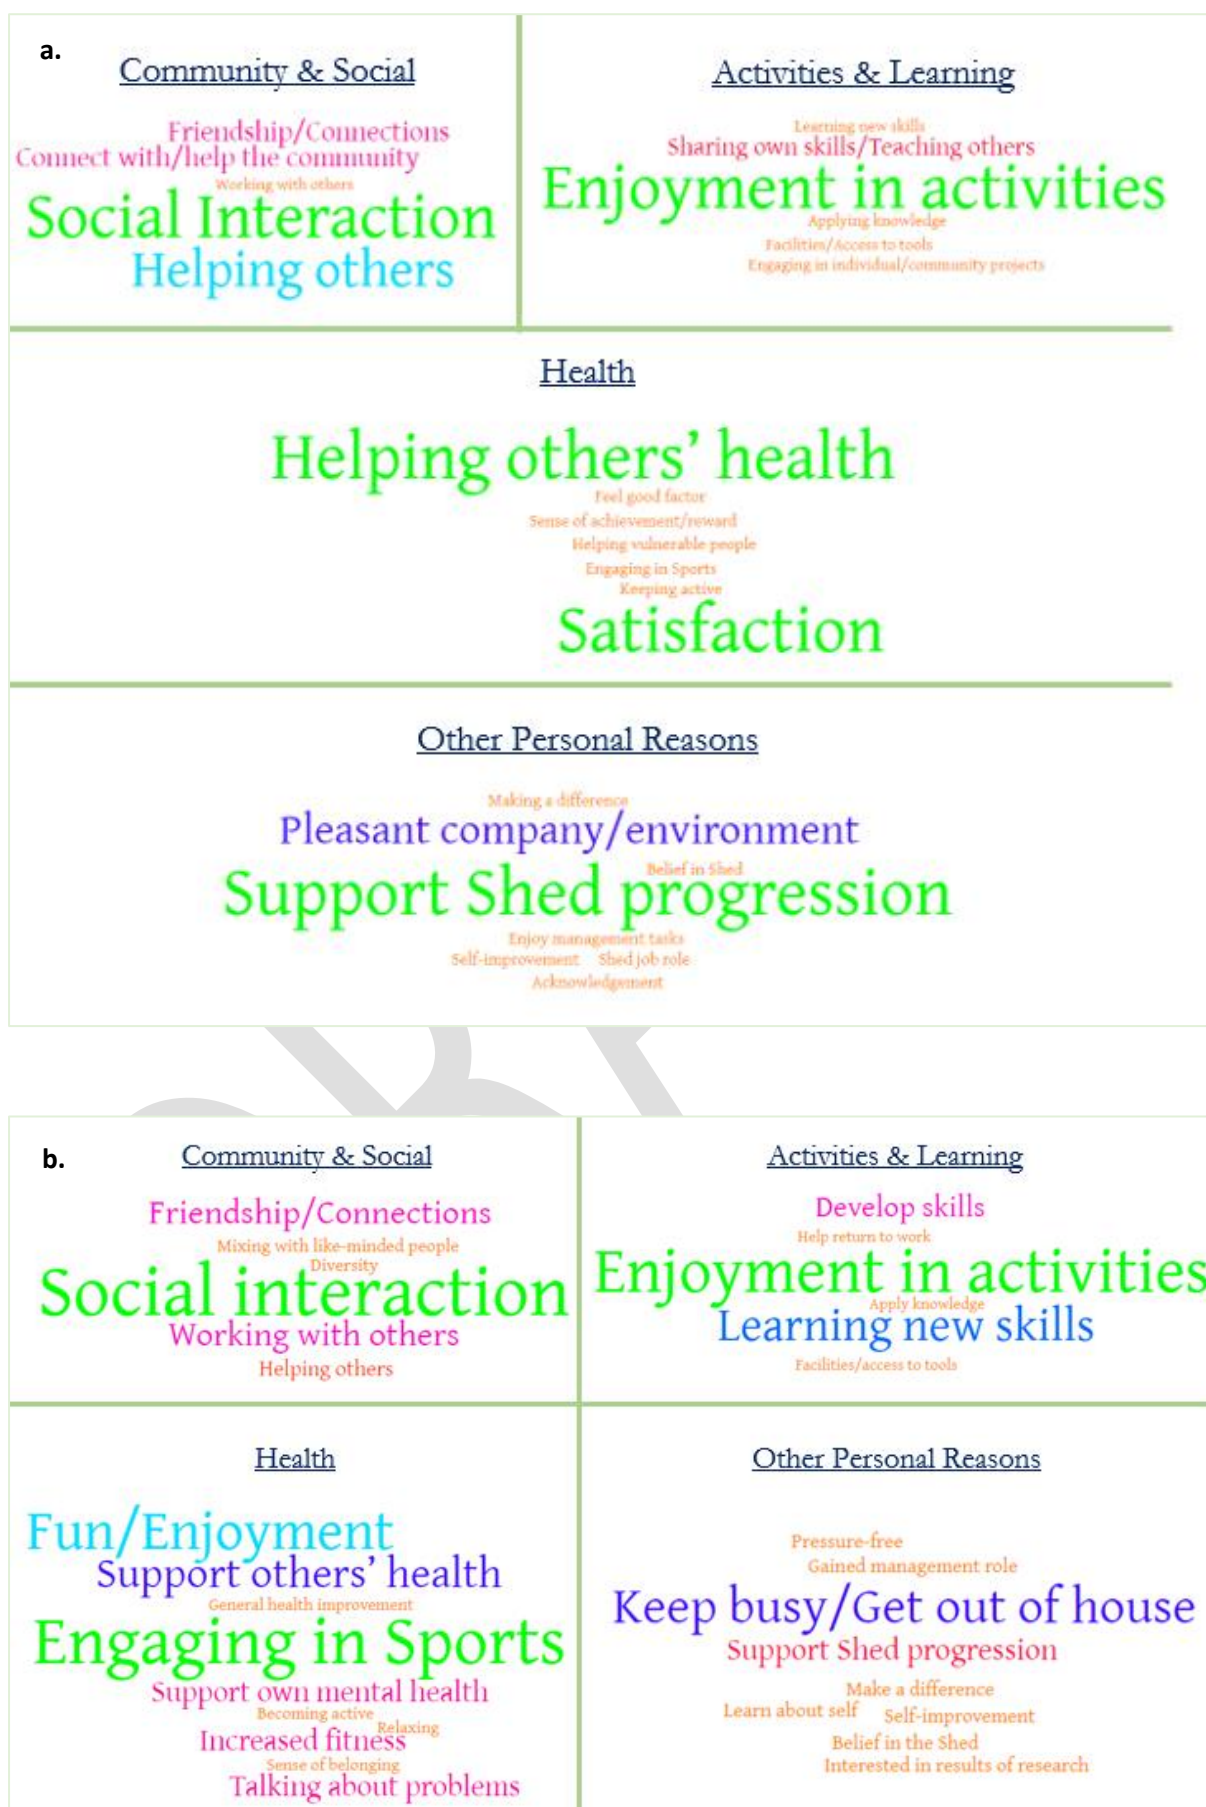 a.
Community & Social
Friendship/Connections
Connect with/help the community
Working with others
Social Interaction
Helping others
Activities & Learning
Learning new skills
Sharing own skills/Teaching others
Enjoyment in activities
Applying knowledge
Facilities/Access to tools
Engaging in individual/community projects
Health
Helping others’ health
Feel good factor
Sense of achievement/reward
Helping vulnerable people
Engaging in Sports
Keeping active
Satisfaction
Other Personal Reasons
Making a difference
Pleasant company/environment
Belief in Shed
Support Shed progression
Enjoy management tasks
Self-improvement Shed job role
Acknowledgement
b.
Community & Social
Friendship/Connections
Mixing with like-minded people
Diversity
Social interaction
Working with others
Helping others
Activities & Learning
Develop skills
Help return to work
Enjoyment in activities
Apply knowledge
Learning new skills
Facilities/access to tools
Health
Fun/Enjoyment
Support others’ health
General health improvement
Engaging in Sports
Support own mental health
Becoming active
Relaxing
Increased fitness
Sense of belonging
Talking about problems
Other Personal Reasons
Pressure-free
Gained management role
Keep busy/Get out of house
Support Shed progression
Make a difference
Learn about self Self-improvement
Belief in the Shed
Interested in results of research